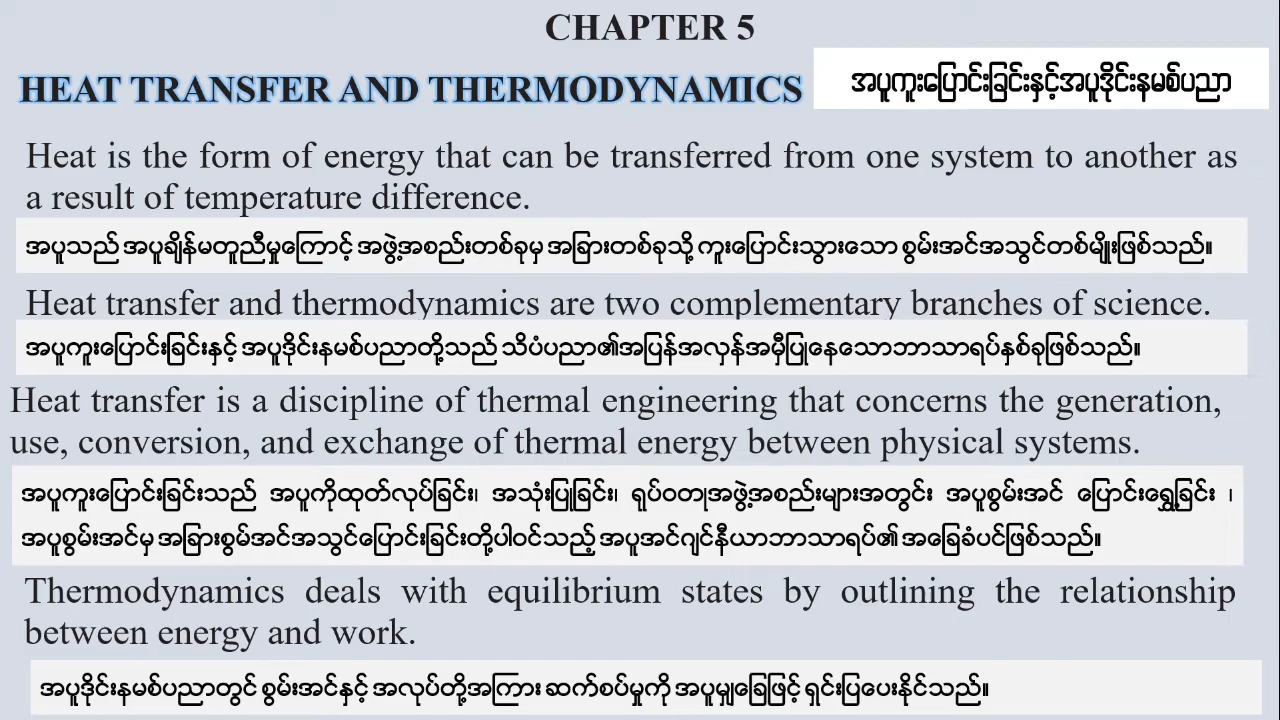 CHAPTER 5
HEAT TRANSFER AND THERMODYNAMICS
အပူကူးပြောင်းခြင်းနှင့်အပူဒိုင်းနမစ်ပညာ
Heat is the form of energy that can be transferred from one system to another as
a result of temperature difference.
အပူသည် အပူချိန်မတူညီမှုကြောင့် အဖွဲ့အစည်းတစ်ခုမှ အခြားတစ်ခုသို့ ကူးပြောင်းသွားသော စွမ်းအင်အသွင်တစ်မျိုးဖြစ်သည်။
Heat transfer and thermodynamics are two complementary branches of science.
အပူကူးပြောင်းခြင်းနှင့် အပူဒိုင်းနမစ်ပညာတို့သည် သိပ္ပံပညာ၏အပြန်အလှန်အမှီပြုနေသောဘာသာရပ်နှစ်ခုဖြစ်သည်။
Heat transfer is a discipline of thermal engineering that concerns the generation,
use, conversion, and exchange of thermal energy between physical systems.
အပူကူးပြောင်းခြင်းသည် အပူကိုထုတ်လုပ်ခြင်း၊ အသုံးပြုခြင်း၊ ရုပ်ဝတ္ထုအဖွဲ့အစည်းများအတွင်း အပူစွမ်းအင် ပြောင်းရွှေ့ခြင်း ၊
အပူစွမ်းအင်မှ အခြားစွမ်အင်အသွင်ပြောင်းခြင်းတို့ပါဝင်သည့် အပူအင်ဂျင်နီယာဘာသာရပ်၏ အခြေခံပင်ဖြစ်သည်။
Thermodynamics deals with equilibrium states by outlining the relationship
between energy and work.
အပူဒိုင်းနမစ်ပညာတွင် စွမ်းအင်နှင့် အလုပ်တို့အကြား ဆက်စပ်မှုကို အပူမျှခြေဖြင့် ရှင်းပြပေးနိုင်သည်။